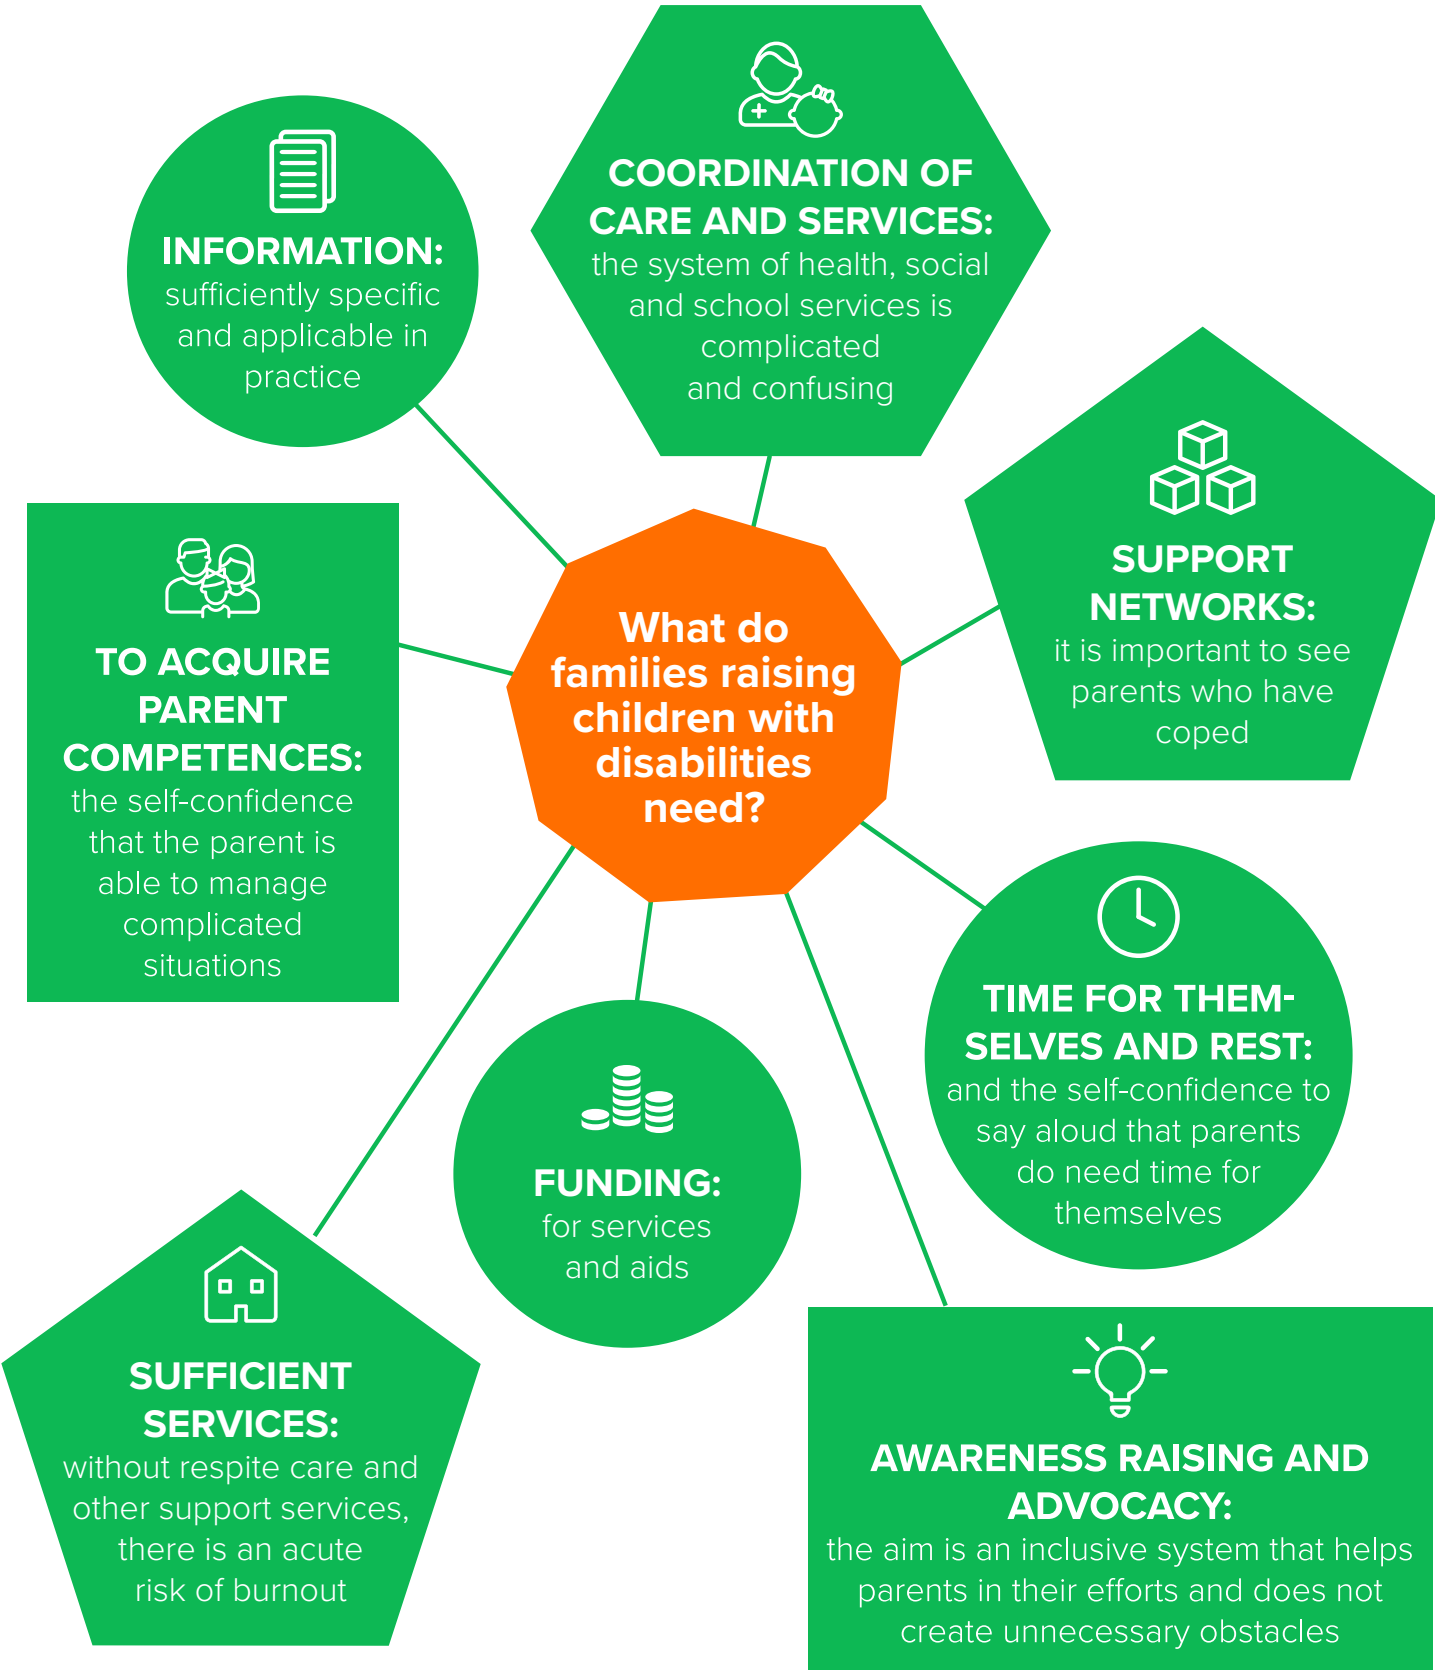 COORDINATION OF
CARE AND SERVICES:
the system of health, social
and school services is
complicated
and confusing
INFORMATION:
sufficiently specific
and applicable in
practice
SUPPORT
NETWORKS:
it is important to see
parents who have
coped
What do
families raising
children with
disabilities
need?
TO ACQUIRE
PARENT
COMPETENCES:
the self-confidence
that the parent is
able to manage
complicated
situations
TIME FOR THEM-
SELVES AND REST:
and the self-confidence to
say aloud that parents
do need time for
themselves
FUNDING:
for services
and aids
SUFFICIENT
SERVICES:
without respite care and
other support services,
there is an acute
risk of burnout
AWARENESS RAISING AND
ADVOCACY:
the aim is an inclusive system that helps
parents in their efforts and does not
create unnecessary obstacles